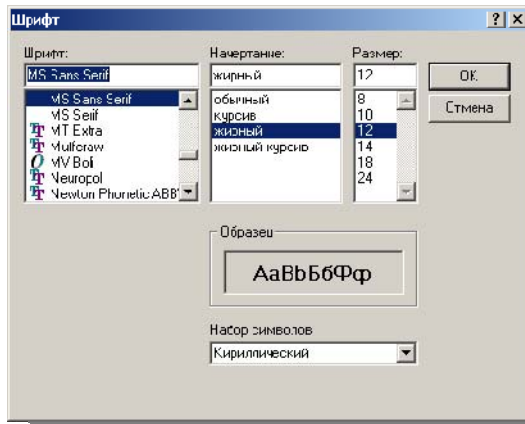 Шрифт
Шрифт: Начертание: Размер:
MS Sans Serif жирный 12 OK
MS Sans Serif обычный 8 Отмена
MS Serif курсив 10
MT Extra жирный 12
жирный курсив 14
MV Boli 18
Neuropol 24
Newton Phonetic ABBY
Образец
AaBbБбФф
Набор символов
Кириллический